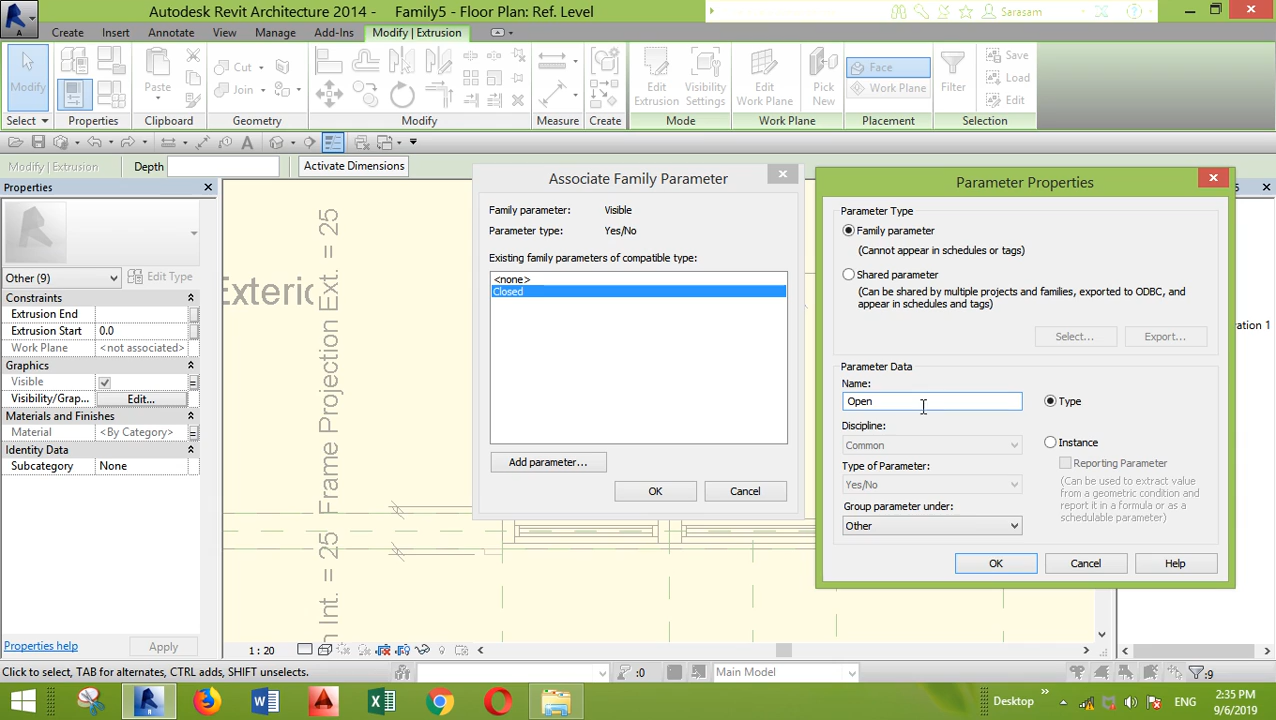 Autodesk Revit Architecture 2014 - Family5 - Floor Plan: Ref. Level
Sarasam...
Create Insert Annotate View Manage Add-Ins Modify | Extrusion
Modify
Paste
Cut
Join
Edit Extrusion
Visibility Settings
Edit Work Plane
Pick New
Face
Work Plane
Filter
Save
Load
Edit
Select Properties Clipboard Geometry Modify Measure Create Mode Work Plane Placement Selection
Modify | Extrusion Depth Activate Dimensions
Properties
Other (9) Edit Type
Constraints
Extrusion End
Extrusion Start 0.0
Work Plane <not associated>
Graphics
Visible
Visibility/Grap... Edit...
Materials and Finishes
Material <By Category>
Identity Data
Subcategory None
Properties help Apply
Exterio
Frame Projection Ext. = 25
n Int. = 25
Associate Family Parameter
Family parameter: Visible
Parameter type: Yes/No
Existing family parameters of compatible type:
<none>
Closed
Add parameter...
OK Cancel
Parameter Properties
Parameter Type
Family parameter
(Cannot appear in schedules or tags)
Shared parameter
(Can be shared by multiple projects and families, exported to ODBC, and
appear in schedules and tags)
Select... Export...
Parameter Data
Name:
Open
Type
Discipline:
Common
Instance
Type of Parameter:
Reporting Parameter
Yes/No
(Can be used to extract value
from a geometric condition and
report it in a formula or as a
schedulable parameter)
Group parameter under:
Other
OK Cancel Help
ration 1
1 : 20
Click to select, TAB for alternates, CTRL adds, SHIFT unselects.
:0
Main Model
:9
Desktop
ENG
2:35 PM
9/6/2019